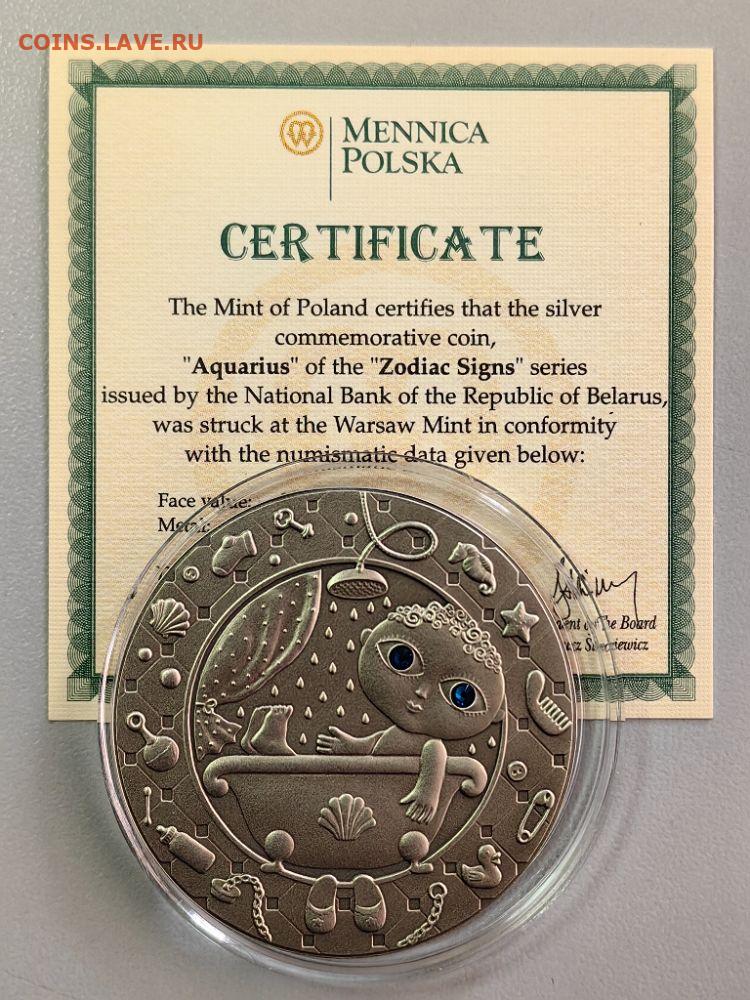 COINS.LAVE.RU
MENNICA
POLSKA
CERTIFICATE
The Mint of Poland certifies that the silver
commemorative coin,
"Aquarius" of the "Zodiac Signs" series
issued by the National Bank of the Republic of Belarus,
was struck at the Warsaw Mint in conformity
with the numismatic data given below:
Face value:
of the Board